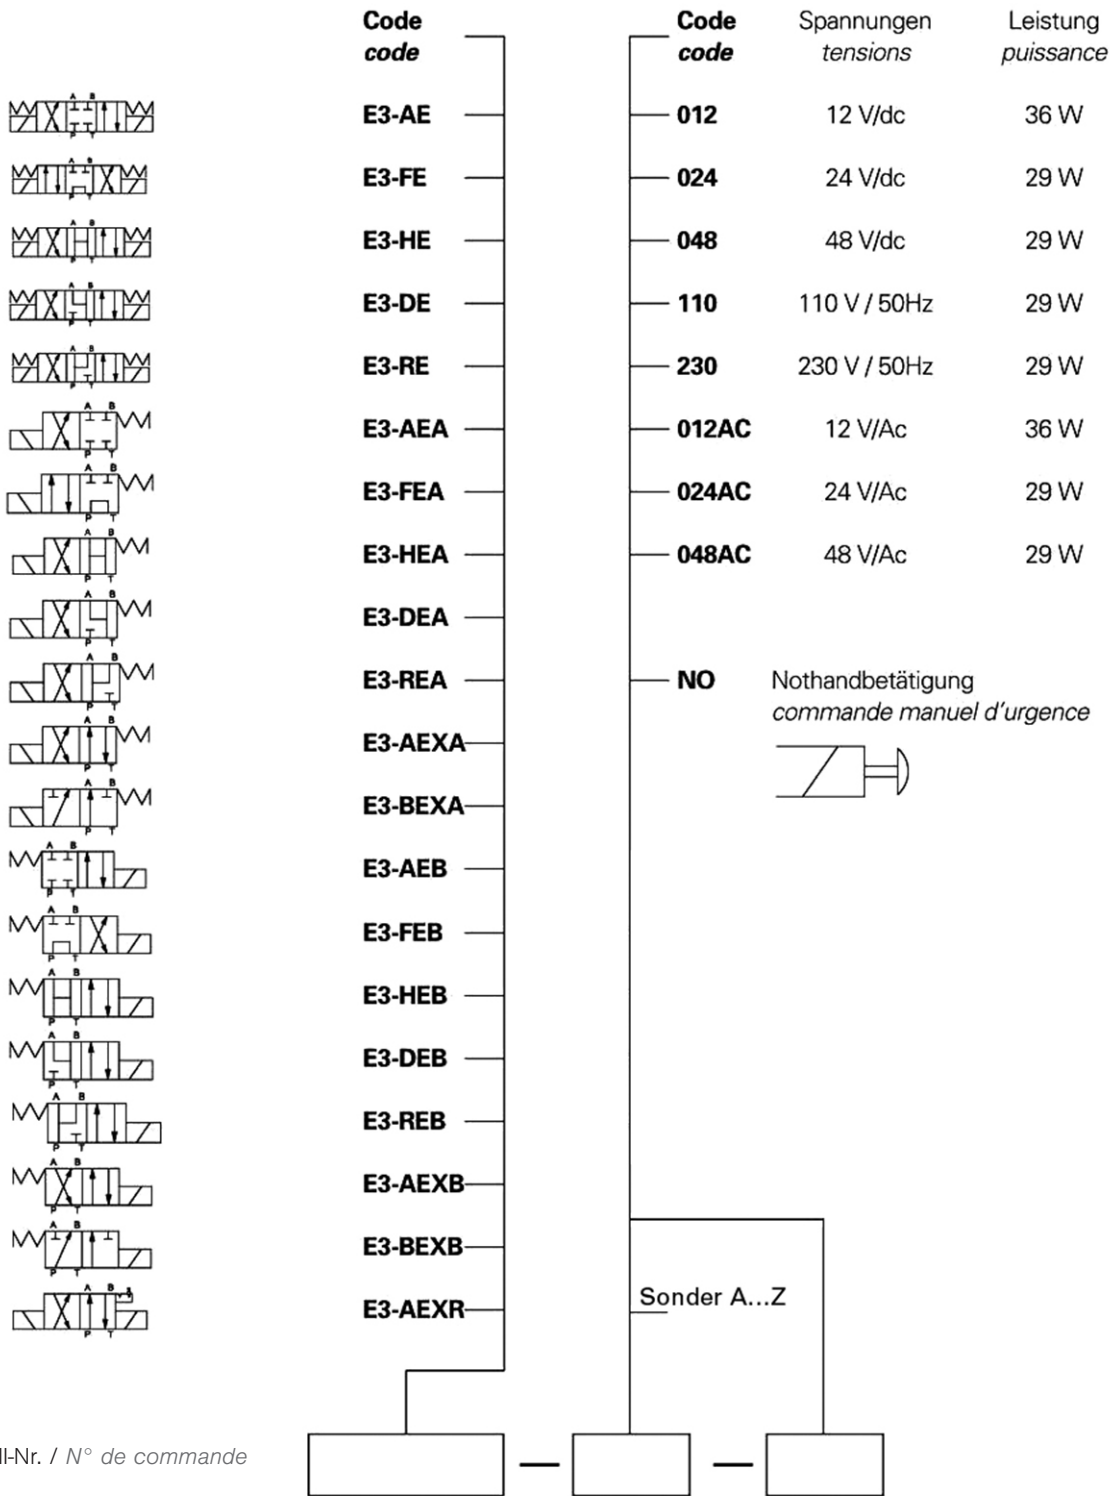 Code Code Spannungen Leistung
code code tensions puissance
A B
P T
E3-AE 012 12 V/dc 36 W
A B
P T
E3-FE 024 24 V/dc 29 W
A B
P T
E3-HE 048 48 V/dc 29 W
A B
P T
E3-DE 110 110 V / 50Hz 29 W
A B
P T
E3-RE 230 230 V / 50Hz 29 W
A B
P T
E3-AEA 012AC 12 V/Ac 36 W
A B
P T
E3-FEA 024AC 24 V/Ac 29 W
A B
P T
E3-HEA 048AC 48 V/Ac 29 W
A B
P T
E3-DEA
A B
P T
E3-REA NO Nothandbetätigung
commande manuel d'urgence
A B
P T
E3-AEXA
A B
P T
E3-BEXA
A B
P T
E3-AEB
A B
P T
E3-FEB
A B
P T
E3-HEB
A B
P T
E3-DEB
A B
P T
E3-REB
A B
P T
E3-AEXB
A B
P T
E3-BEXB
A B
P T
E3-AEXR Sonder A...Z
ll-Nr. / N° de commande